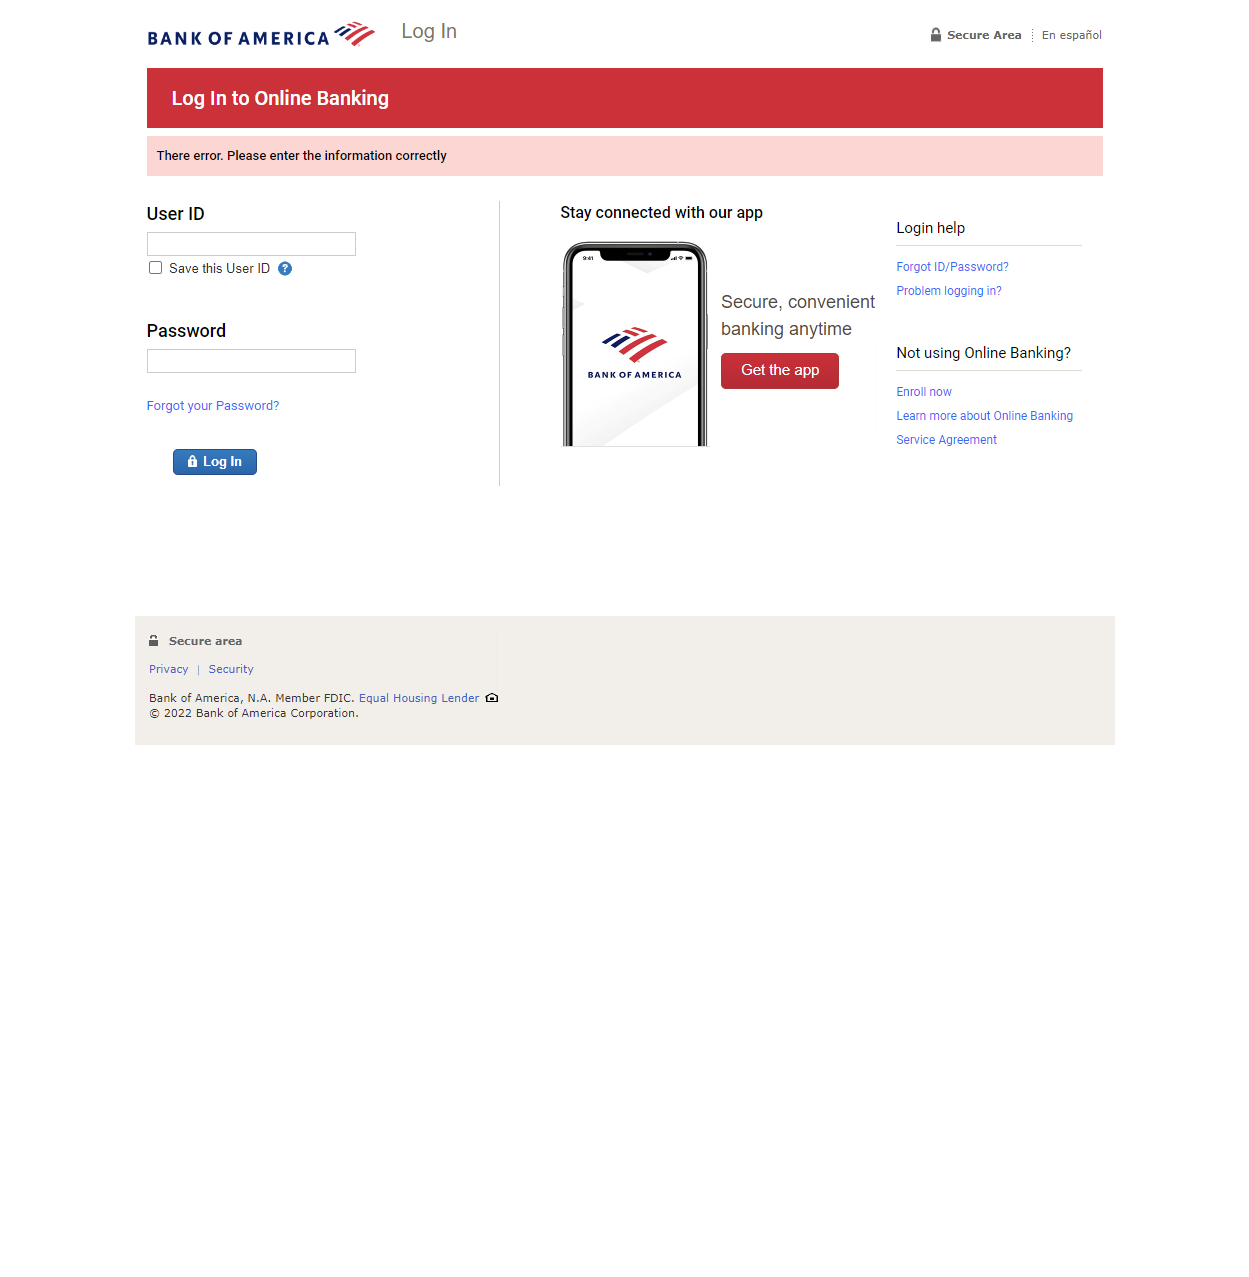 BANK OF AMERICA
Log In
Secure Area
En español
Log In to Online Banking
There error. Please enter the information correctly
User ID
Save this User ID ?
Password
Forgot your Password?
Log In
Stay connected with our app
9:41
BANK OF AMERICA
Secure, convenient
banking anytime
Get the app
Login help
Forgot ID/Password?
Problem logging in?
Not using Online Banking?
Enroll now
Learn more about Online Banking
Service Agreement
Secure area
Privacy | Security
Bank of America, N.A. Member FDIC. Equal Housing Lender
© 2022 Bank of America Corporation.